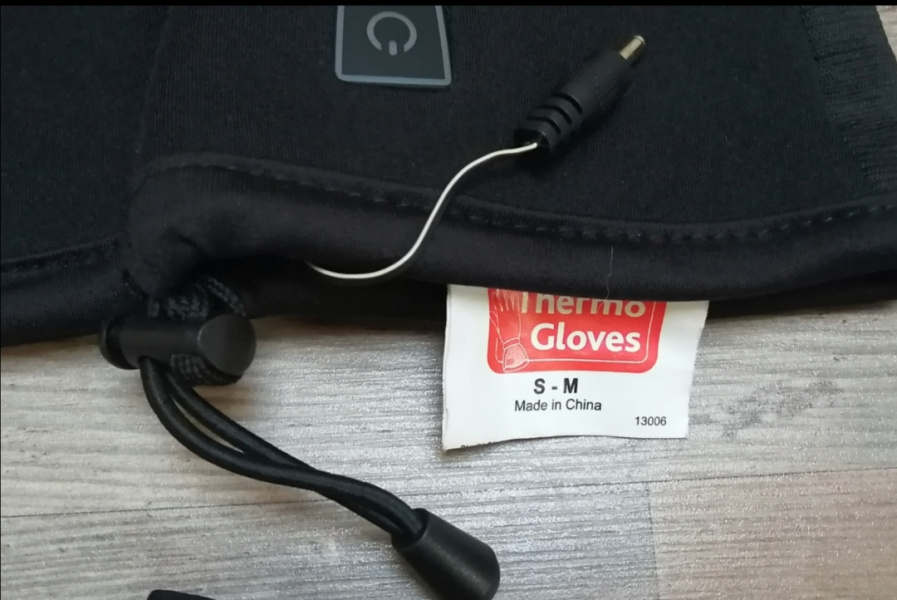 Thermo
Gloves
S - M
Made in China
13006